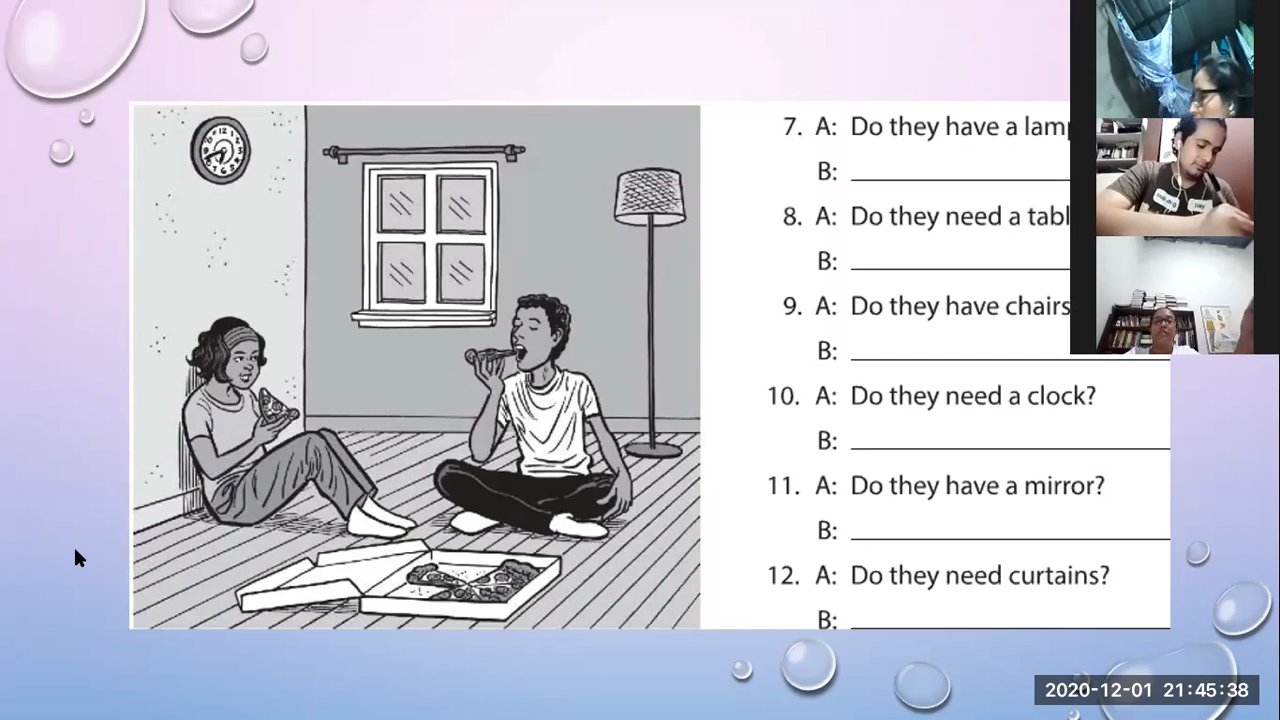 7. A: Do they have a lamp
B:
8. A: Do they need a tabl
B:
9. A: Do they have chairs
B:
10. A: Do they need a clock?
B:
11. A: Do they have a mirror?
B:
12. A: Do they need curtains?
B:
2020-12-01 21:45:38